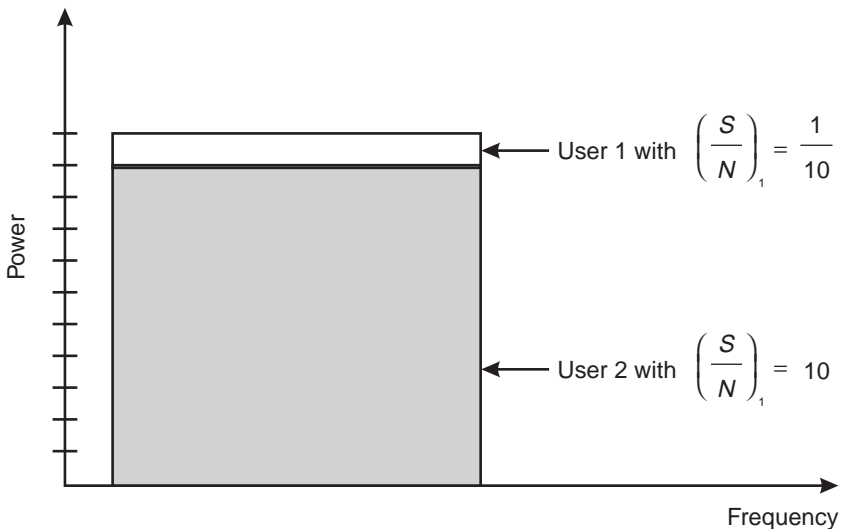 User 1 with (S/N)₁ = 1/10
Power
User 2 with (S/N)₁ = 10
Frequency